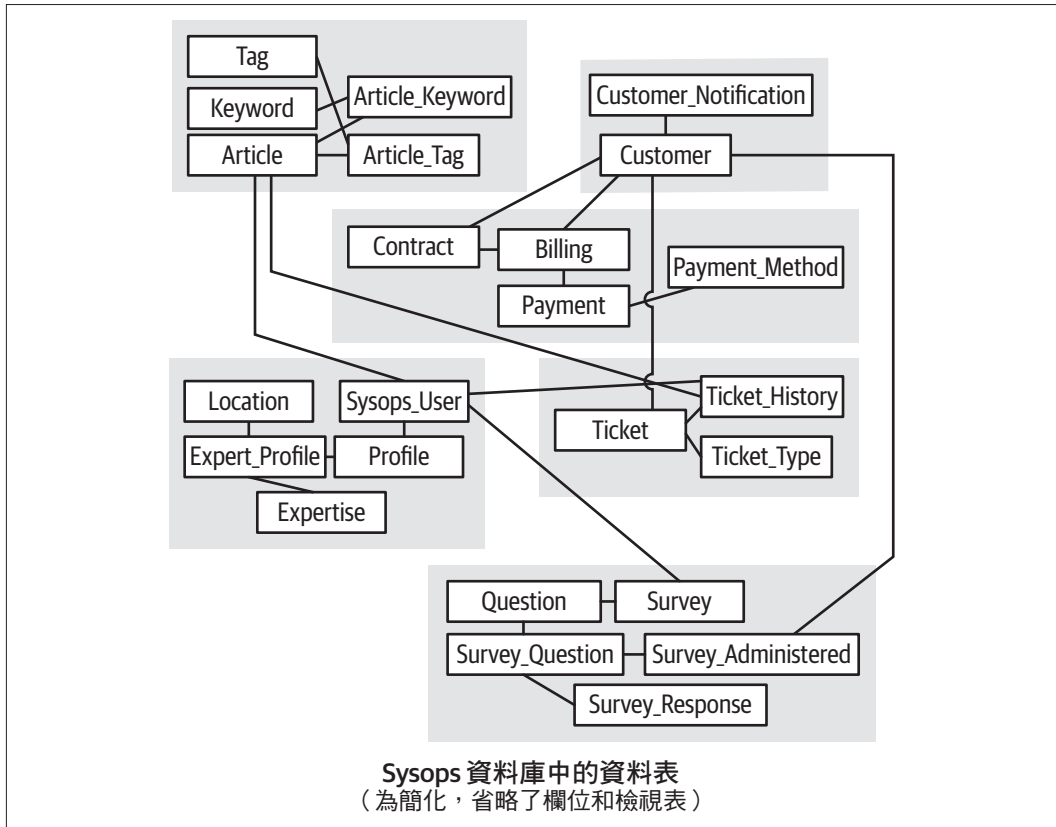 Tag
Keyword
Article_Keyword
Article
Article_Tag
Customer_Notification
Customer
Contract
Billing
Payment_Method
Payment
Location
Sysops_User
Expert_Profile
Profile
Expertise
Ticket_History
Ticket
Ticket_Type
Question
Survey
Survey_Question
Survey_Administered
Survey_Response
Sysops 資料庫中的資料表
（為簡化，省略了欄位和檢視表）